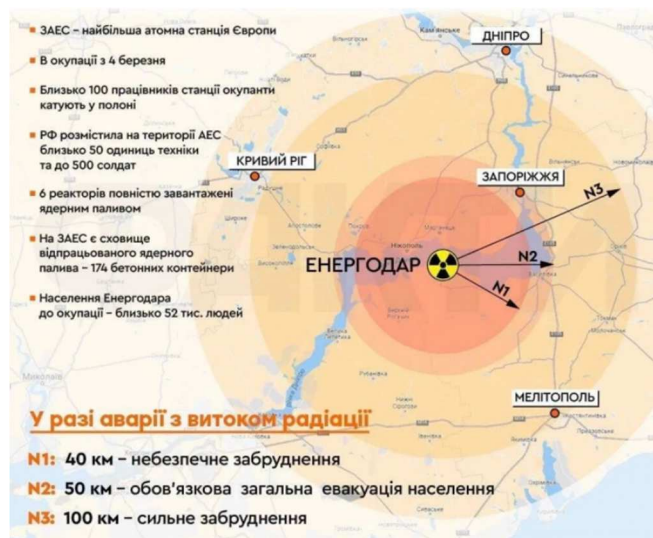 ЗАЕС – найбільша атомна станція Європи
В окупації з 4 березня
Близько 100 працівників станції окупанти
катують у полоні
РФ розмістила на території АЕС
близько 50 одиниць техніки
та до 500 солдат
6 реакторів повністю завантажені
ядерним паливом
На ЗАЕС є сховище
відпрацьованого ядерного
палива – 174 бетонних контейнери
Населення Енергодара
до окупації – близько 52 тис. людей
ДНІПРО
КРИВИЙ РІГ
ЗАПОРІЖЖЯ
N3
ЕНЕРГОДАР
N2
N1
МЕЛІТОПОЛЬ
Кам'янське
Нікополь
Миколаїв
У разі аварії з витоком радіації
N1: 40 км – небезпечне забруднення
N2: 50 км – обов'язкова загальна евакуація населення
N3: 100 км – сильне забруднення